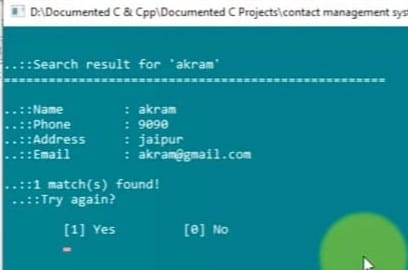 D:\Documented C & Cpp\Documented C Projects\contact management sys
..::Search result for 'akram'
===================================================
..::Name : akram
..::Phone : 9090
..::Address : jaipur
..::Email : akram@gmail.com
..::1 match(s) found!
..::Try again?
[1] Yes [0] No